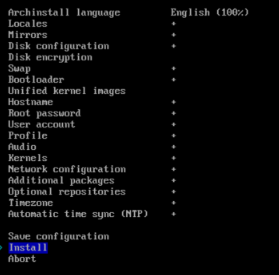 Archinstall language English (100%)
Locales +
Mirrors +
Disk configuration +
Disk encryption
Swap +
Bootloader +
Unified kernel images
Hostname +
Root password +
User account +
Profile +
Audio +
Kernels +
Network configuration +
Additional packages +
Optional repositories +
Timezone +
Automatic time sync (NTP) +
Save configuration
> Install
Abort